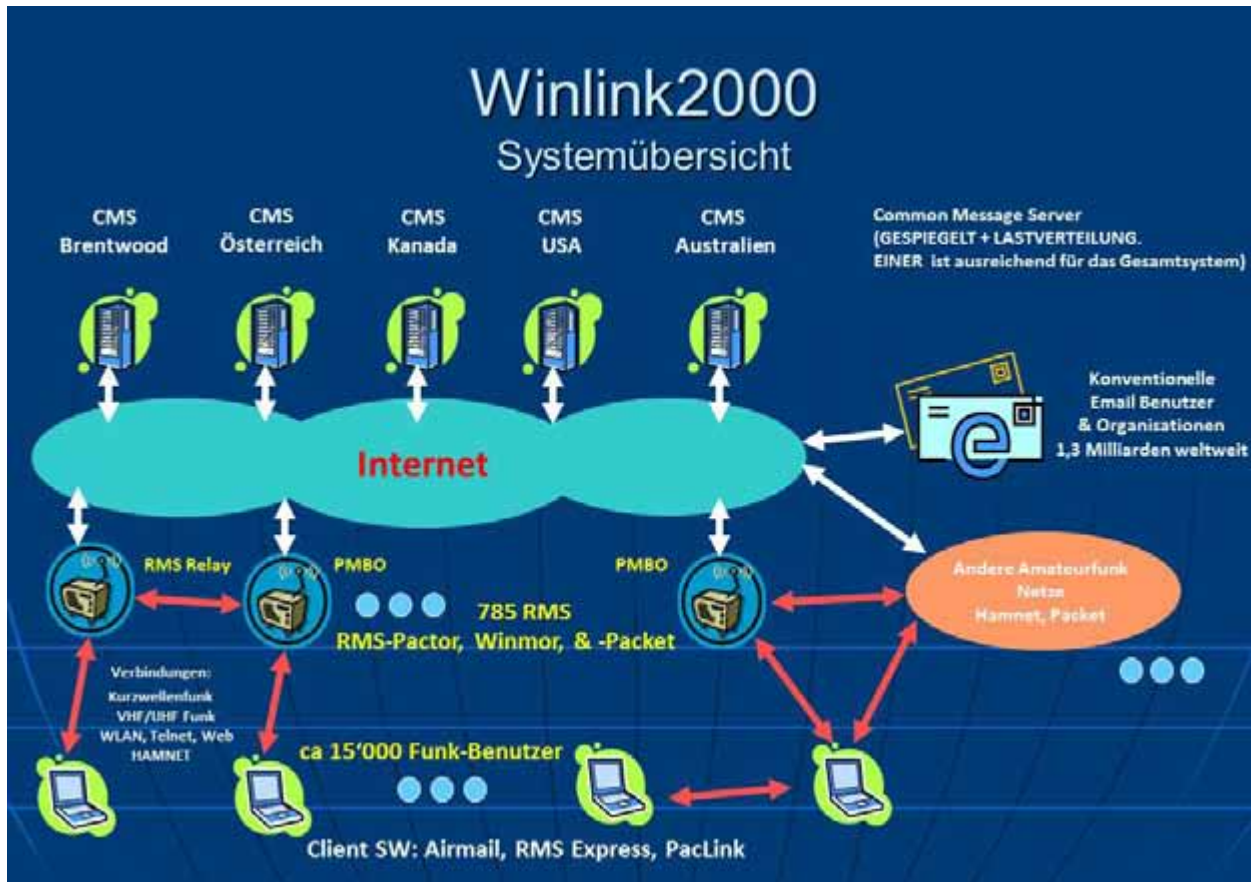 Winlink2000
Systemübersicht
CMS
Brentwood
CMS
Österreich
CMS
Kanada
CMS
USA
CMS
Australien
Common Message Server
(GESPIEGELT + LASTVERTEILUNG.
EINER ist ausreichend für das Gesamtsystem)
Konventionelle
Email Benutzer
& Organisationen
1,3 Milliarden weltweit
Internet
RMS Relay
PMBO
PMBO
785 RMS
RMS-Pactor, Winmor, & -Packet
Andere Amateurfunk
Netze
Hamnet, Packet
Verbindungen:
Kurzwellenfunk
VHF/UHF Funk
WLAN, Telnet, Web
HAMNET
ca 15'000 Funk-Benutzer
Client SW: Airmail, RMS Express, PacLink